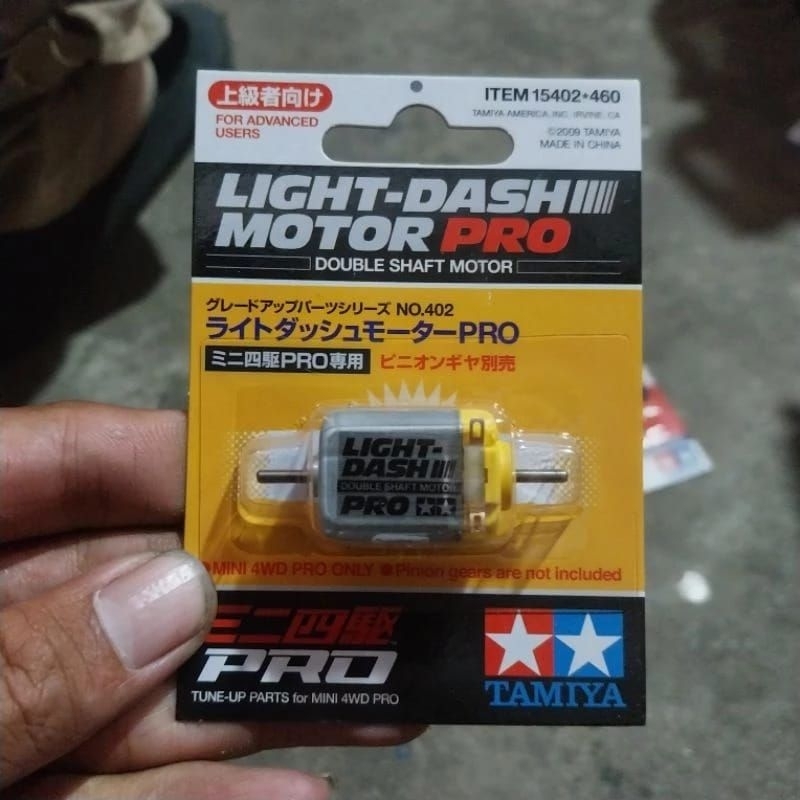 上級者向け
FOR ADVANCED
USERS
ITEM 15402*460
TAMIYA AMERICA, INC. IRVINE, CA
©2009 TAMIYA
MADE IN CHINA
LIGHT-DASH
MOTOR PRO
DOUBLE SHAFT MOTOR
グレードアップパーツシリーズ NO.402
ライトダッシュモーターPRO
ミニ四駆PRO専用 ピニオンギヤ別売
LIGHT-
DASH
DOUBLE SHAFT MOTOR
PRO
●MINI 4WD PRO ONLY ●Pinion gears are not included
ミニ四駆
PRO
TUNE-UP PARTS for MINI 4WD PRO
TAMIYA